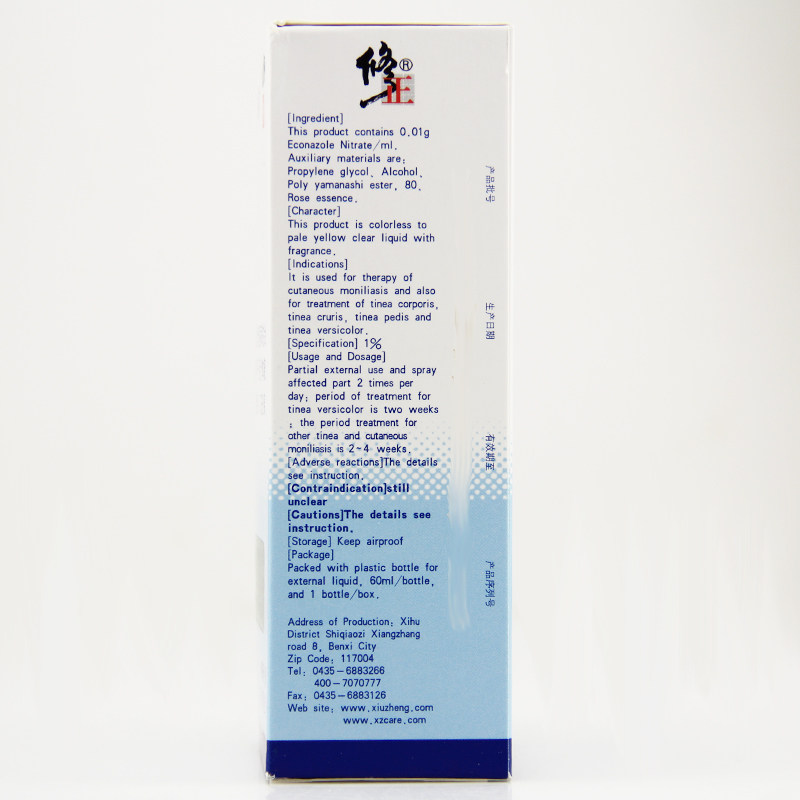 修正®
[Ingredient]
This product contains 0.01g
Econazole Nitrate/ml.
Auxiliary materials are:
Propylene glycol, Alcohol,
Poly yamanashi ester, 80,
Rose essence.
[Character]
This product is colorless to
pale yellow clear liquid with
fragrance.
[Indications]
It is used for therapy of
cutaneous moniliasis and also
for treatment of tinea corporis,
tinea cruris, tinea pedis and
tinea versicolor.
[Specification] 1%
[Usage and Dosage]
Partial external use and spray
affected part 2 times per
day; period of treatment for
tinea versicolor is two weeks
; the period treatment for
other tinea and cutaneous
moniliasis is 2~4 weeks.
[Adverse reactions]The details
see instruction.
[Contraindication]still
unclear
[Cautions]The details see
instruction.
[Storage] Keep airproof
[Package]
Packed with plastic bottle for
external liquid, 60ml/bottle,
and 1 bottle/box.
Address of Production: Xihu
District Shiqiaozi Xiangzhang
road 8, Benxi City
Zip Code: 117004
Tel: 0435-6883266
400-7070777
Fax: 0435-6883126
Web site: www.xiuzheng.com
www.xzcare.com
产品批号
生产日期
有效期至
产品序列号